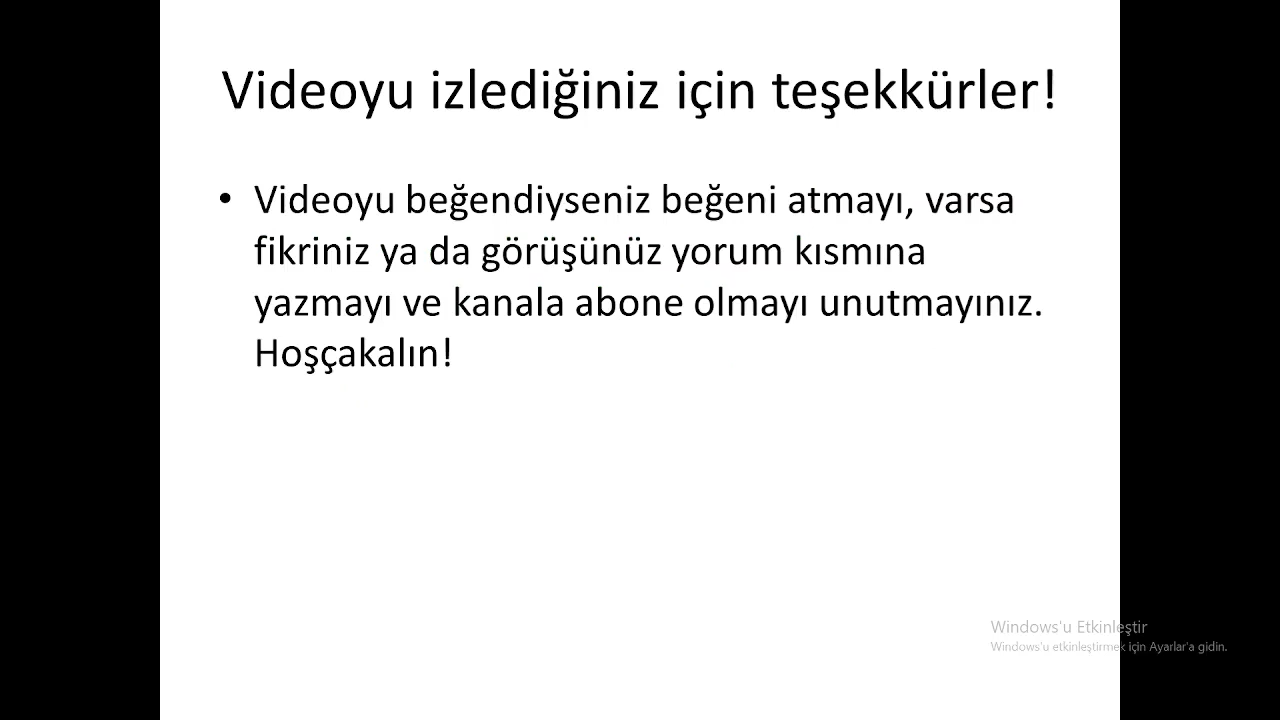 Videoyu izlediğiniz için teşekkürler!
• Videoyu beğendiyseniz beğeni atmayı, varsa
fikriniz ya da görüşünüz yorum kısmına
yazmayı ve kanala abone olmayı unutmayınız.
Hoşçakalın!
Windows'u Etkinleştir
Windows'u etkinleştirmek için Ayarlar'a gidin.